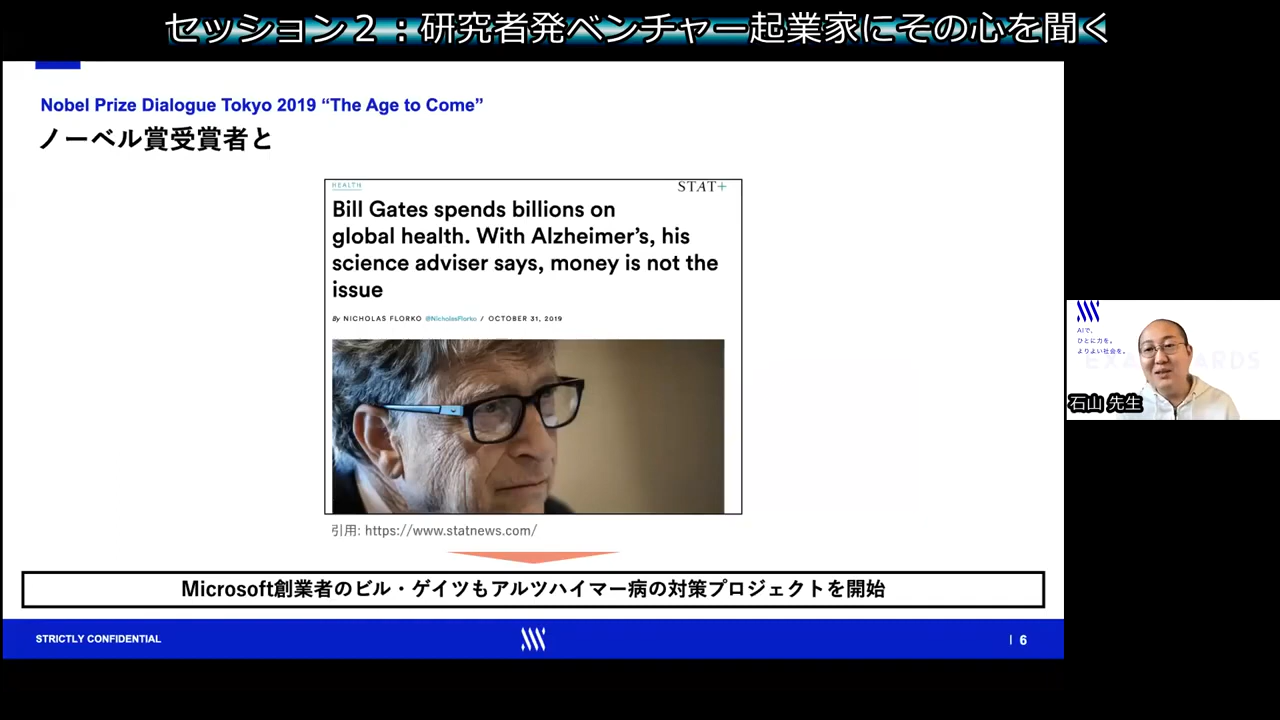 セッション２：研究者発ベンチャー起業家にその心を聞く
Nobel Prize Dialogue Tokyo 2019 “The Age to Come”
ノーベル賞受賞者と
HEALTH
STAT+
Bill Gates spends billions on
global health. With Alzheimer’s, his
science adviser says, money is not the
issue
By NICHOLAS FLORKO @NicholasFlorko / OCTOBER 31, 2019
引用: https://www.statnews.com/
Microsoft創業者のビル・ゲイツもアルツハイマー病の対策プロジェクトを開始
STRICTLY CONFIDENTIAL
| 6
AIで、
ひとに力を。
よりよい社会を。
石山 先生